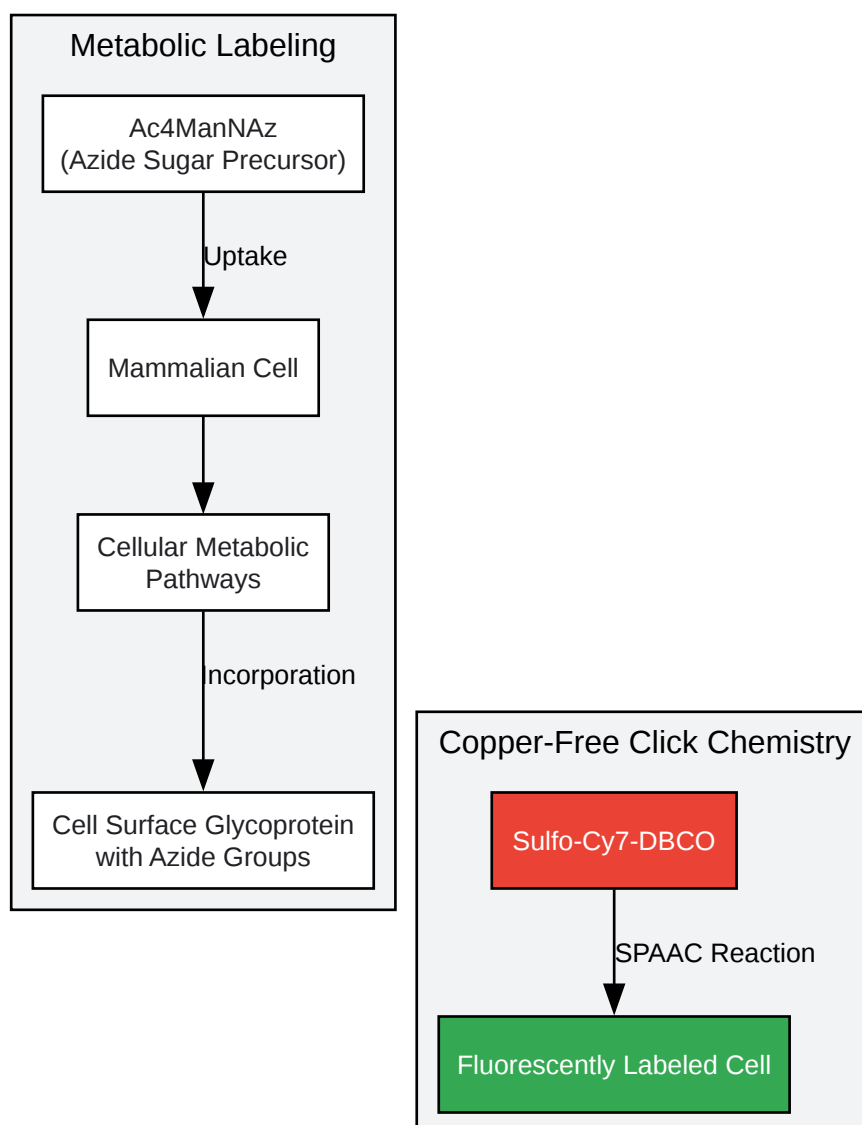 Metabolic Labeling
Ac4ManNAz
(Azide Sugar Precursor)
Uptake
Mammalian Cell
Cellular Metabolic
Pathways
Incorporation
Cell Surface Glycoprotein
with Azide Groups
Copper-Free Click Chemistry
Sulfo-Cy7-DBCO
SPAAC Reaction
Fluorescently Labeled Cell